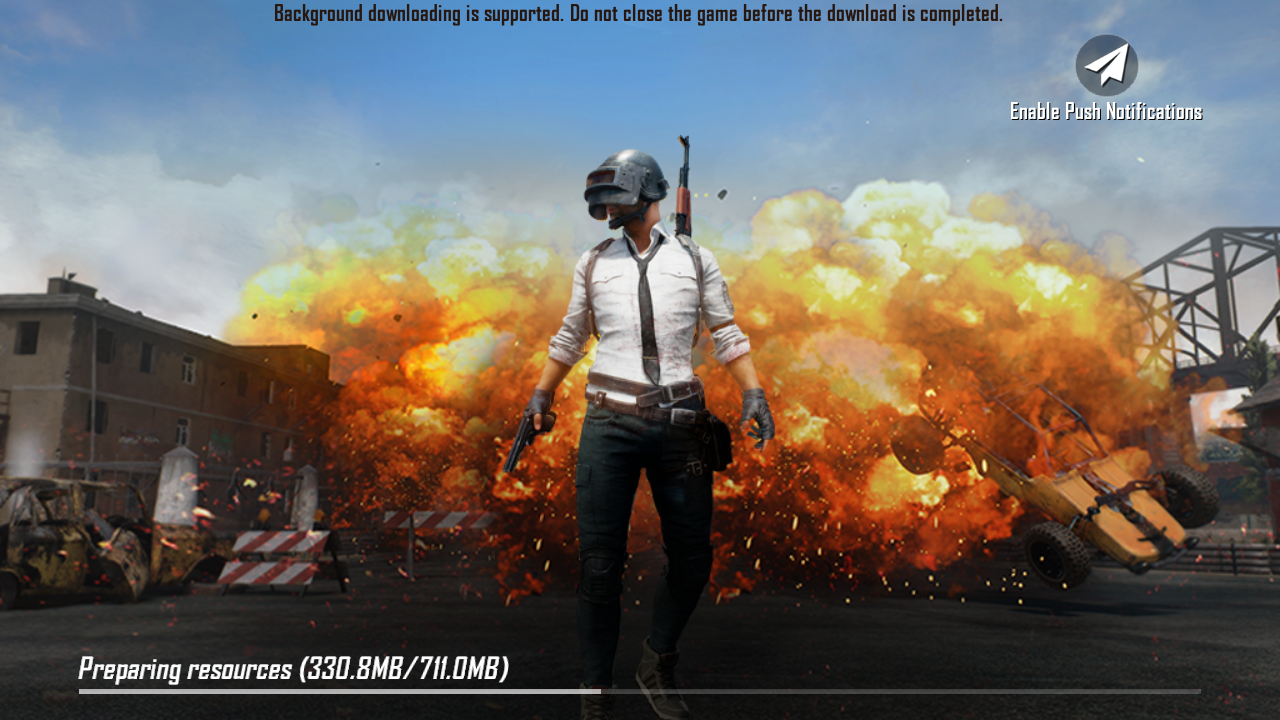 Background downloading is supported. Do not close the game before the download is completed.
Enable Push Notifications
Preparing resources (330.8MB/711.0MB)